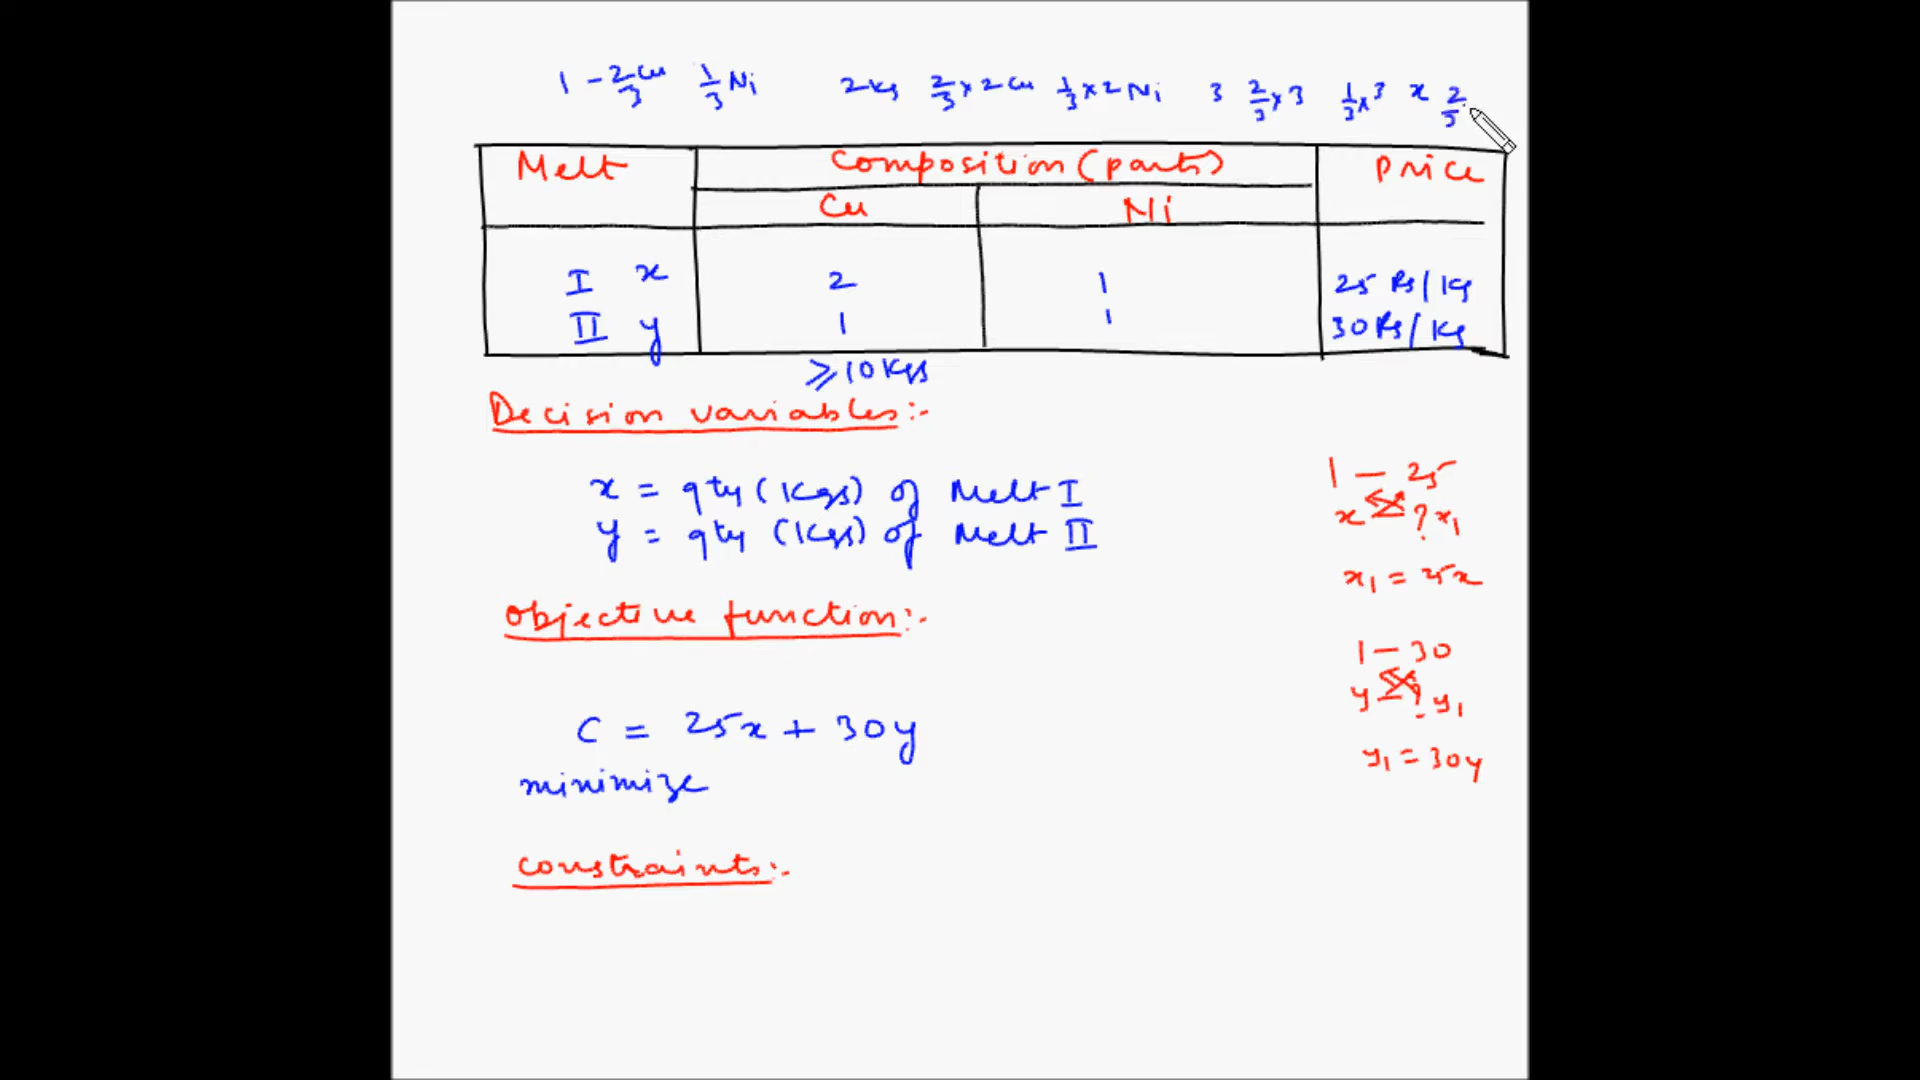 1 - 2/3 Cu 1/3 Ni 2 Kgs 2/3 x 2 Cu 1/3 x 2 Ni 3 2/3 x 3 1/3 x 3 x 2/3
Melt Composition (parts) Price
Cu Ni
I x 2 1 25 Rs/Kg
II y 1 1 30 Rs/Kg
≥ 10 Kgs
Decision variables:-
x = qty (Kgs) of Melt I
y = qty (Kgs) of Melt II
1 — 25
x ? x₁
x₁ = 25x
Objective function:-
1 — 30
y ? y₁
y₁ = 30y
C = 25x + 30y
minimize
constraints:-